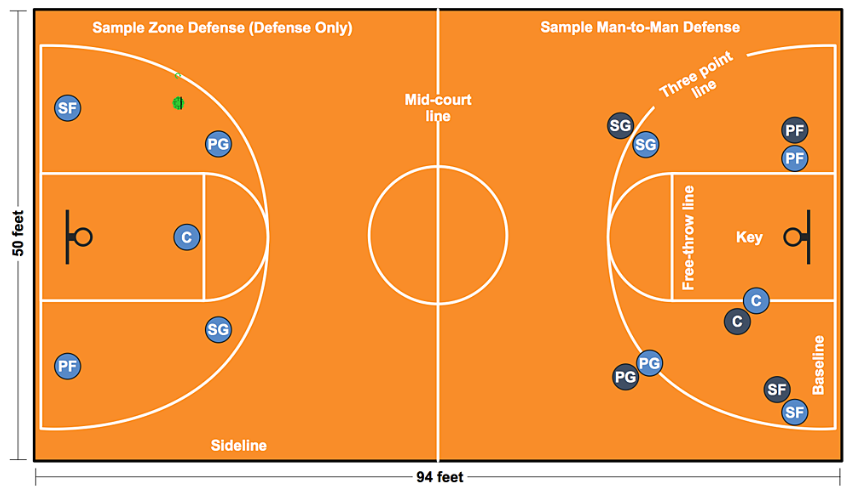 Sample Zone Defense (Defense Only)
Sample Man-to-Man Defense
Three point
line
Mid-court
line
SF
PG
C
SG
PF
50 feet
SG
SG
PF
PF
Free-throw line
Key
C
C
PG
PG
SF
SF
Baseline
Sideline
94 feet